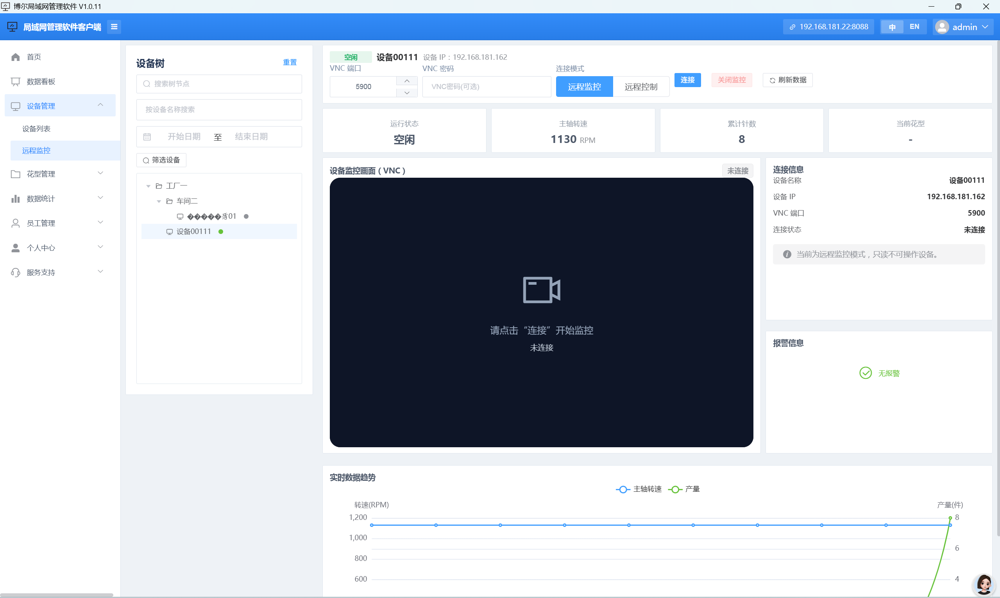 博尔局域网管理软件 V1.0.11
局域网管理软件客户端
192.168.181.22:8088
中
EN
admin
首页
数据看板
设备管理
设备列表
远程监控
花型管理
数据统计
员工管理
个人中心
服务支持
设备树
重置
搜索树节点
按设备名称搜索
开始日期 至 结束日期
筛选设备
工厂一
车间二
�����豸01
设备00111
空闲 设备00111 设备 IP：192.168.181.162
VNC 端口
5900
VNC 密码
VNC密码(可选)
连接模式
远程监控
远程控制
连接
关闭监控
刷新数据
运行状态
空闲
主轴转速
1130 RPM
累计针数
8
当前花型
-
设备监控画面（VNC）
未连接
请点击“连接”开始监控
未连接
连接信息
设备名称 设备00111
设备 IP 192.168.181.162
VNC 端口 5900
连接状态 未连接
当前为远程监控模式，只读不可操作设备。
报警信息
无报警
实时数据趋势
主轴转速 产量
转速(RPM)
产量(件)
1,200
1,000
800
600
8
6
4